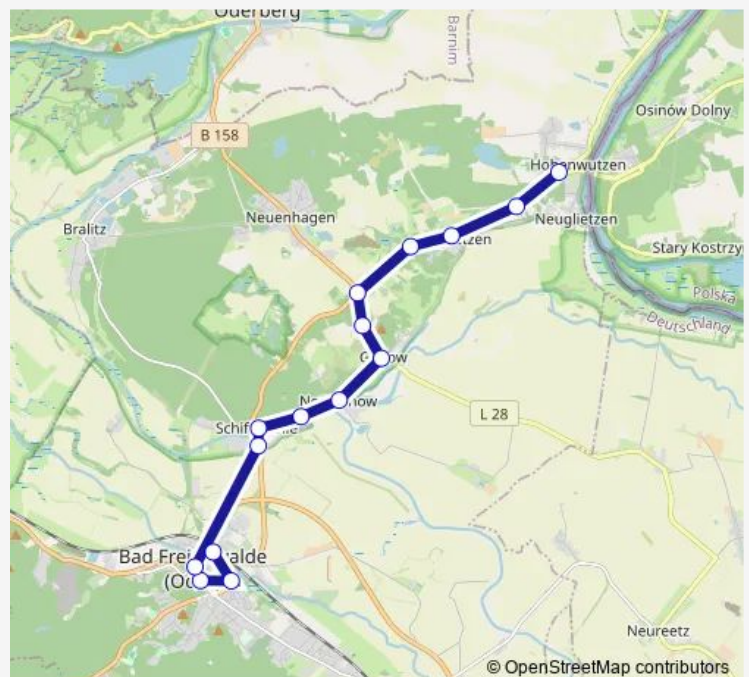 Oderberg
Barnim
Osinów Dolny
B 158
Hohenwutzen
Neuenhagen
Neuglietzen
Bralitz
Stary Kostrzy
Polska
Deutschland
L 28
Bad Frei walde
(Od
Neureetz
© OpenStreetMap contributors